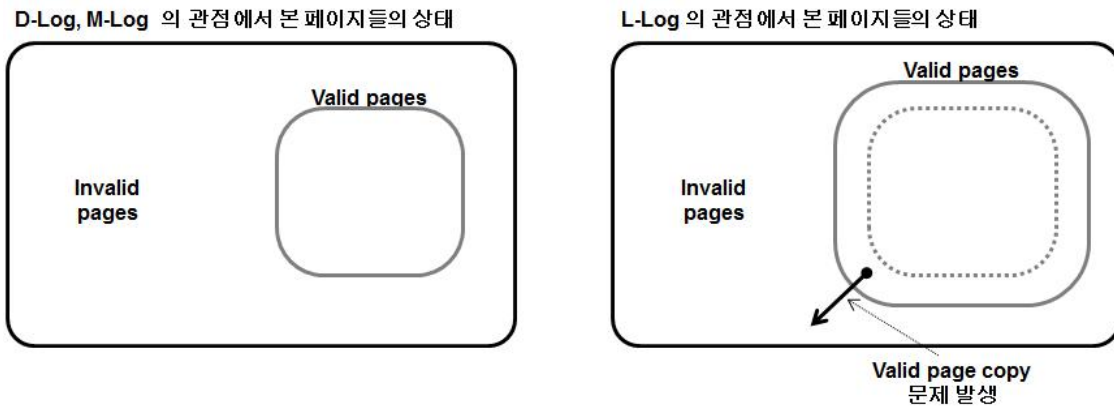 D-Log, M-Log 의 관점에서 본 페이지들의 상태
Valid pages
Invalid
pages
L-Log 의 관점에서 본 페이지들의 상태
Valid pages
Invalid
pages
Valid page copy
문제 발생